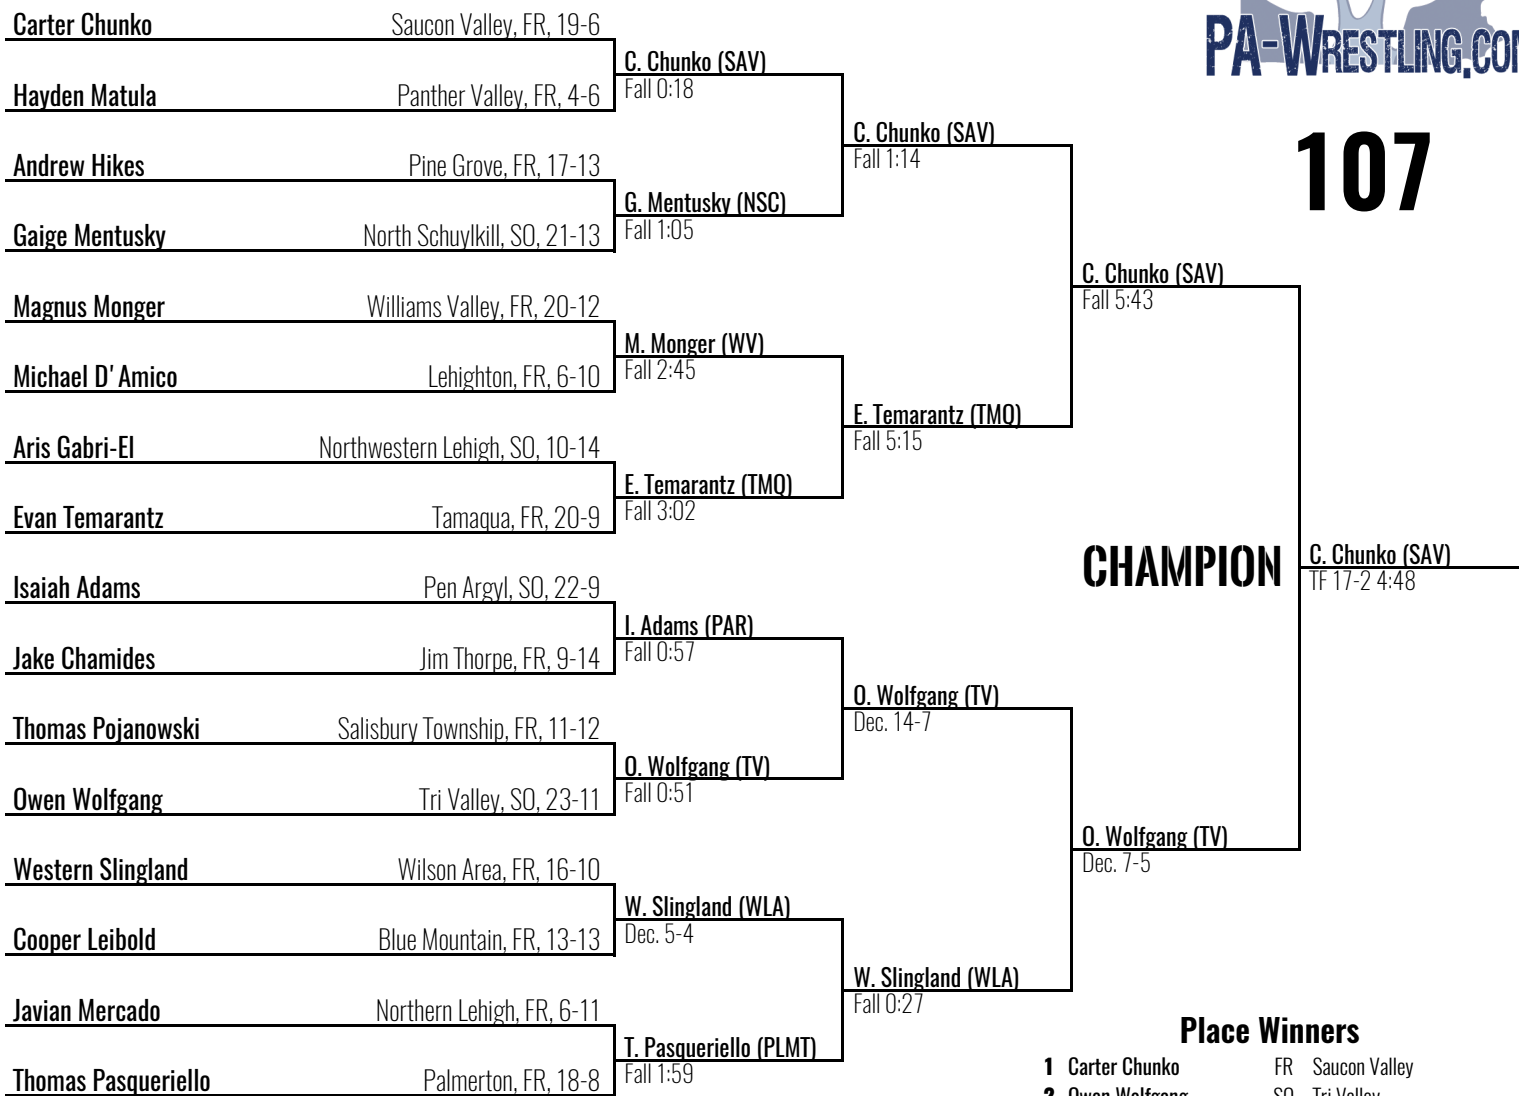 Carter Chunko Saucon Valley, FR, 19-6
Hayden Matula Panther Valley, FR, 4-6
Andrew Hikes Pine Grove, FR, 17-13
Gaige Mentusky North Schuylkill, SO, 21-13
Magnus Monger Williams Valley, FR, 20-12
Michael D'Amico Lehighton, FR, 6-10
Aris Gabri-El Northwestern Lehigh, SO, 10-14
Evan Temarantz Tamaqua, FR, 20-9
Isaiah Adams Pen Argyl, SO, 22-9
Jake Chamides Jim Thorpe, FR, 9-14
Thomas Pojanowski Salisbury Township, FR, 11-12
Owen Wolfgang Tri Valley, SO, 23-11
Western Slingland Wilson Area, FR, 16-10
Cooper Leibold Blue Mountain, FR, 13-13
Javian Mercado Northern Lehigh, FR, 6-11
Thomas Pasqueriello Palmerton, FR, 18-8
C. Chunko (SAV)
Fall 0:18
G. Mentusky (NSC)
Fall 1:05
M. Monger (WV)
Fall 2:45
E. Temarantz (TMQ)
Fall 3:02
I. Adams (PAR)
Fall 0:57
O. Wolfgang (TV)
Fall 0:51
W. Slingland (WLA)
Dec. 5-4
T. Pasqueriello (PLMT)
Fall 1:59
C. Chunko (SAV)
Fall 1:14
E. Temarantz (TMQ)
Fall 5:15
O. Wolfgang (TV)
Dec. 14-7
W. Slingland (WLA)
Fall 0:27
C. Chunko (SAV)
Fall 5:43
O. Wolfgang (TV)
Dec. 7-5
CHAMPION
C. Chunko (SAV)
TF 17-2 4:48
PA-WRESTLING.COM
107
Place Winners
1 Carter Chunko FR Saucon Valley
2 Owen Wolfgang SO Tri Valley